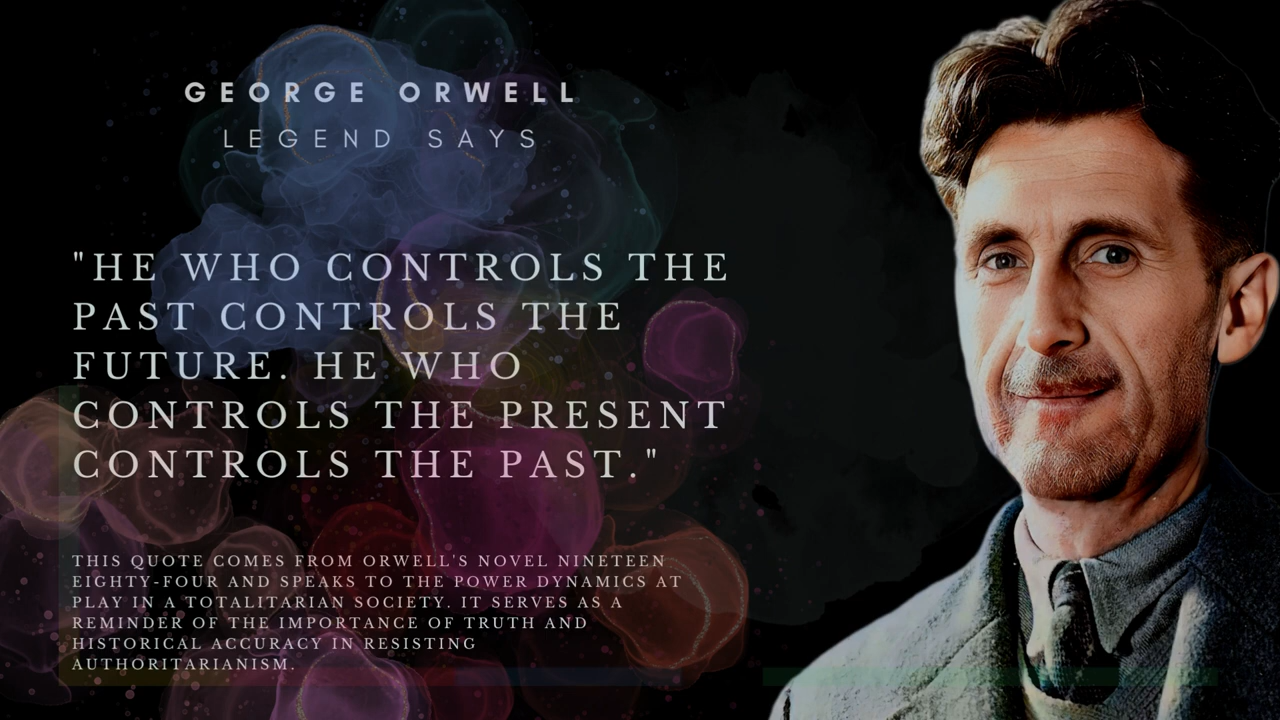 GEORGE ORWELL
LEGEND SAYS
"HE WHO CONTROLS THE
PAST CONTROLS THE
FUTURE. HE WHO
CONTROLS THE PRESENT
CONTROLS THE PAST."
THIS QUOTE COMES FROM ORWELL'S NOVEL NINETEEN
EIGHTY-FOUR AND SPEAKS TO THE POWER DYNAMICS AT
PLAY IN A TOTALITARIAN SOCIETY. IT SERVES AS A
REMINDER OF THE IMPORTANCE OF TRUTH AND
HISTORICAL ACCURACY IN RESISTING
AUTHORITARIANISM.